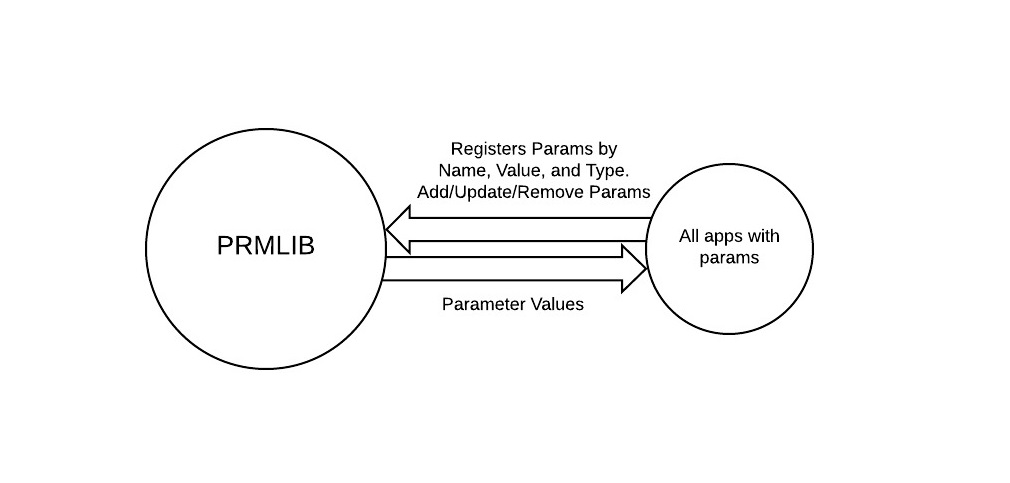 Registers Params by
Name, Value, and Type.
Add/Update/Remove Params
PRMLIB
All apps with
params
Parameter Values